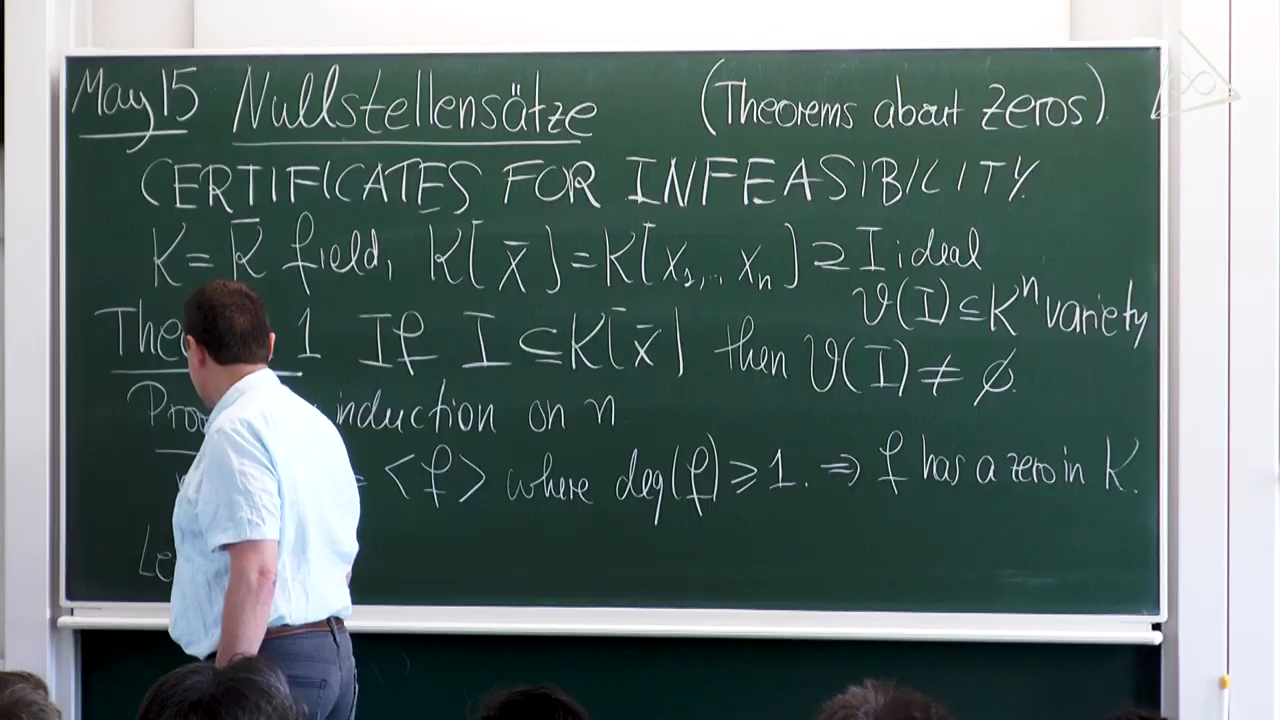 May 15 Nullstellensätze (Theorems about zeros).
CERTIFICATES FOR INFEASIBILITY.
K = K̄ field, K[x̄] = K[x₁,.. xₙ] ⊇ I ideal
𝒱(I) ⊆ Kⁿ variety
1 If I ⊊ K[x̄] then 𝒱(I) ≠ ∅.
induction on n
= <f> where deg(f) ≥ 1. ⇒ f has a zero in K.